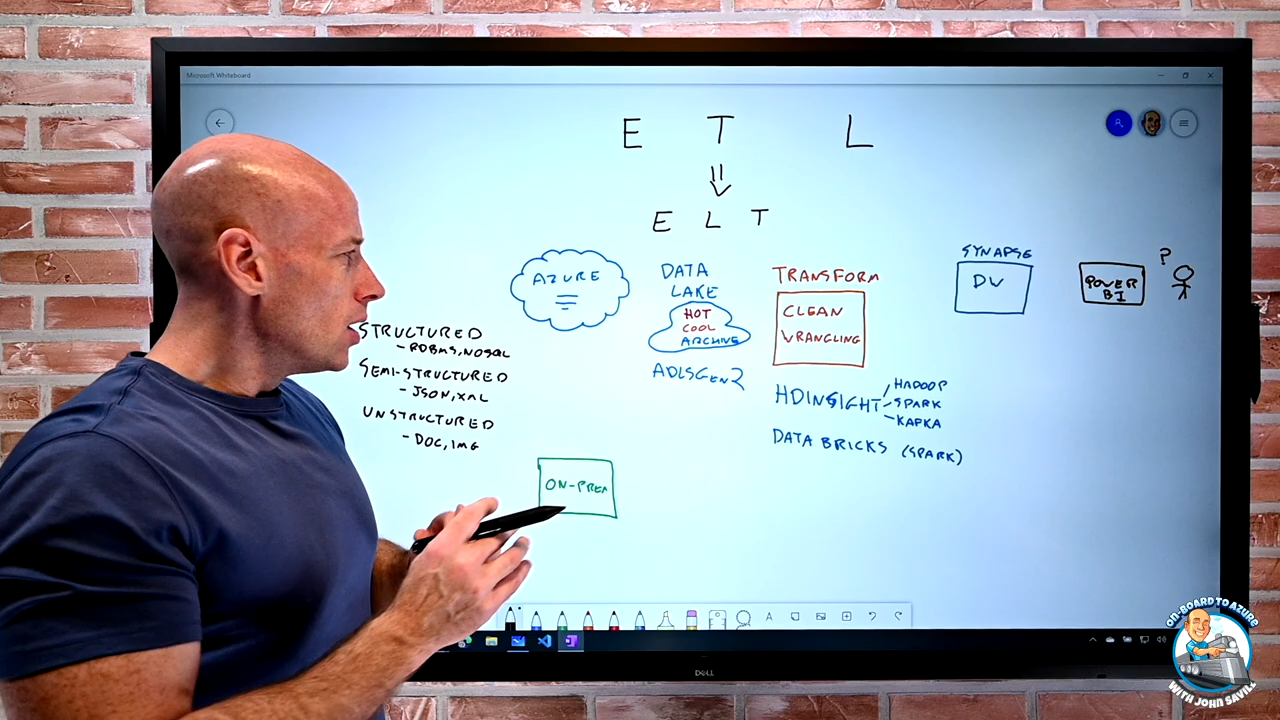 Microsoft Whiteboard
E T L
E L T
AZURE
DATA
LAKE
HOT
COOL
ARCHIVE
ADLSGEN2
TRANSFORM
CLEAN
WRANGLING
HDINSIGHT
HADOOP
SPARK
KAFKA
DATA BRICKS (SPARK)
SYNAPSE
DW
POWER
BI
?
STRUCTURED
- RDBMS, NOSQL
SEMI-STRUCTURED
- JSON, XML
UNSTRUCTURED
- DOC, IMG
ON-PREM
A
DELL
ON-BOARD TO AZURE
WITH JOHN SAVILL